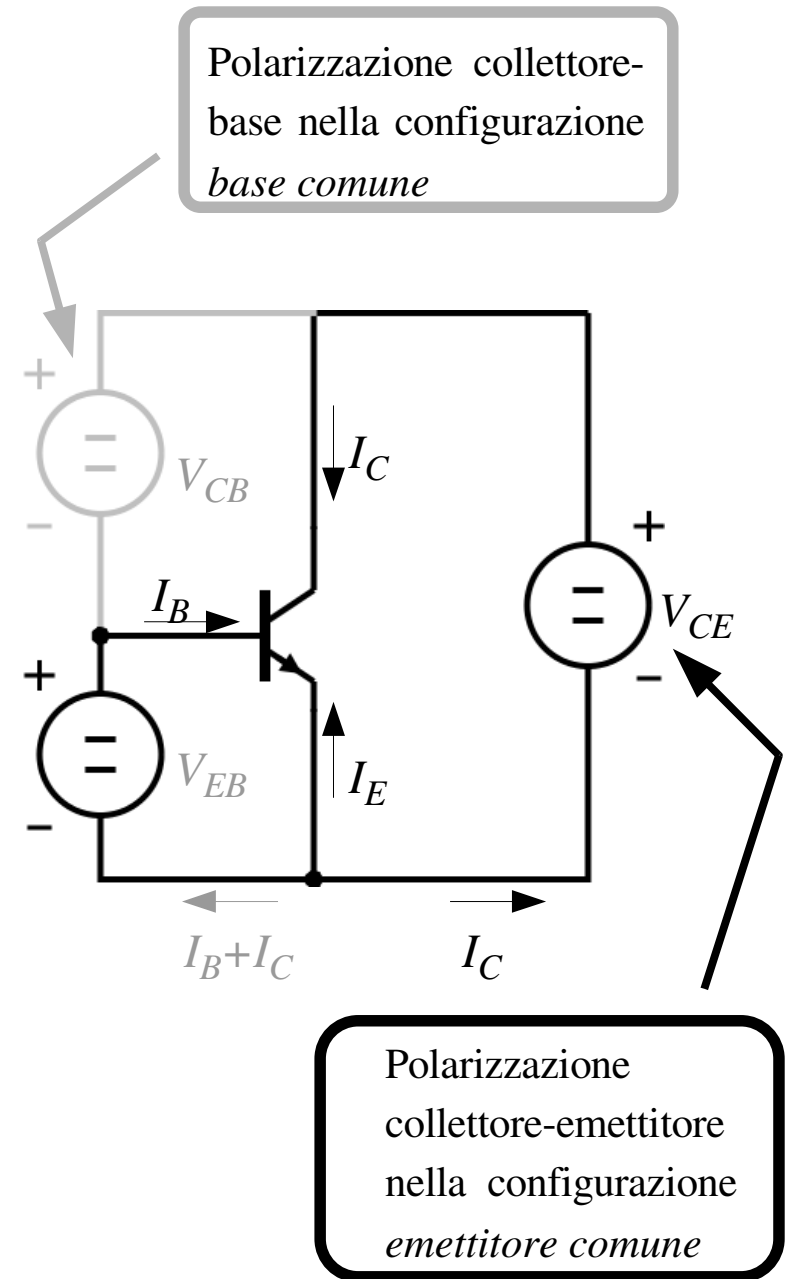 Polarizzazione collettore-
base nella configurazione
base comune
+
V_CB
−
I_C
I_B
+
V_CE
−
+
V_EB
−
I_E
I_B+I_C
I_C
Polarizzazione
collettore-emettitore
nella configurazione
emettitore comune